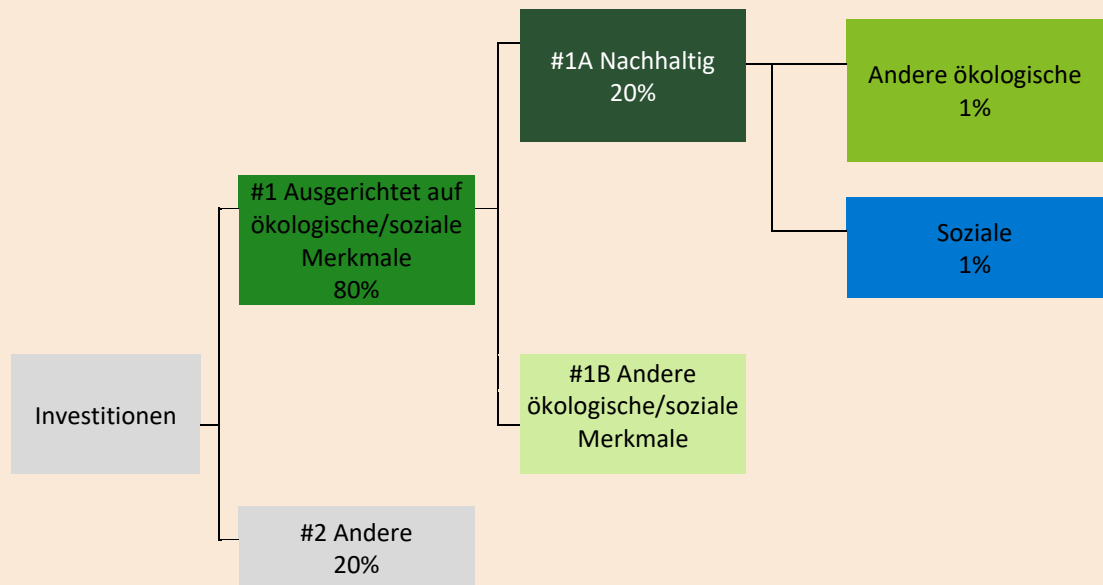 Investitionen
#1 Ausgerichtet auf
ökologische/soziale
Merkmale
80%
#2 Andere
20%
#1A Nachhaltig
20%
#1B Andere
ökologische/soziale
Merkmale
Andere ökologische
1%
Soziale
1%